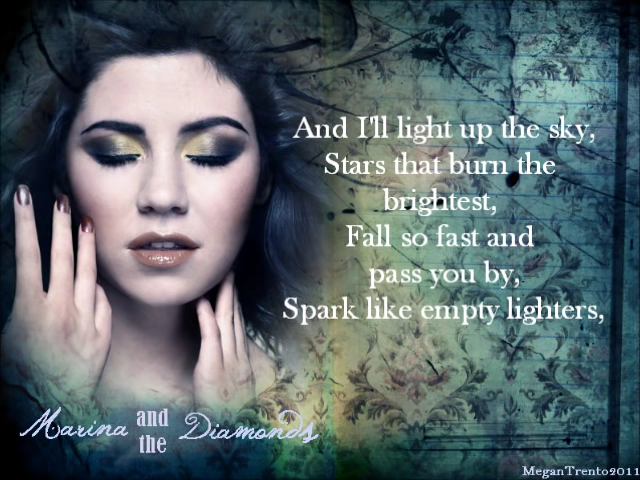 And I'll light up the sky,
Stars that burn the
brightest,
Fall so fast and
pass you by,
Spark like empty lighters,
Marina and the Diamonds
MeganTrento2011